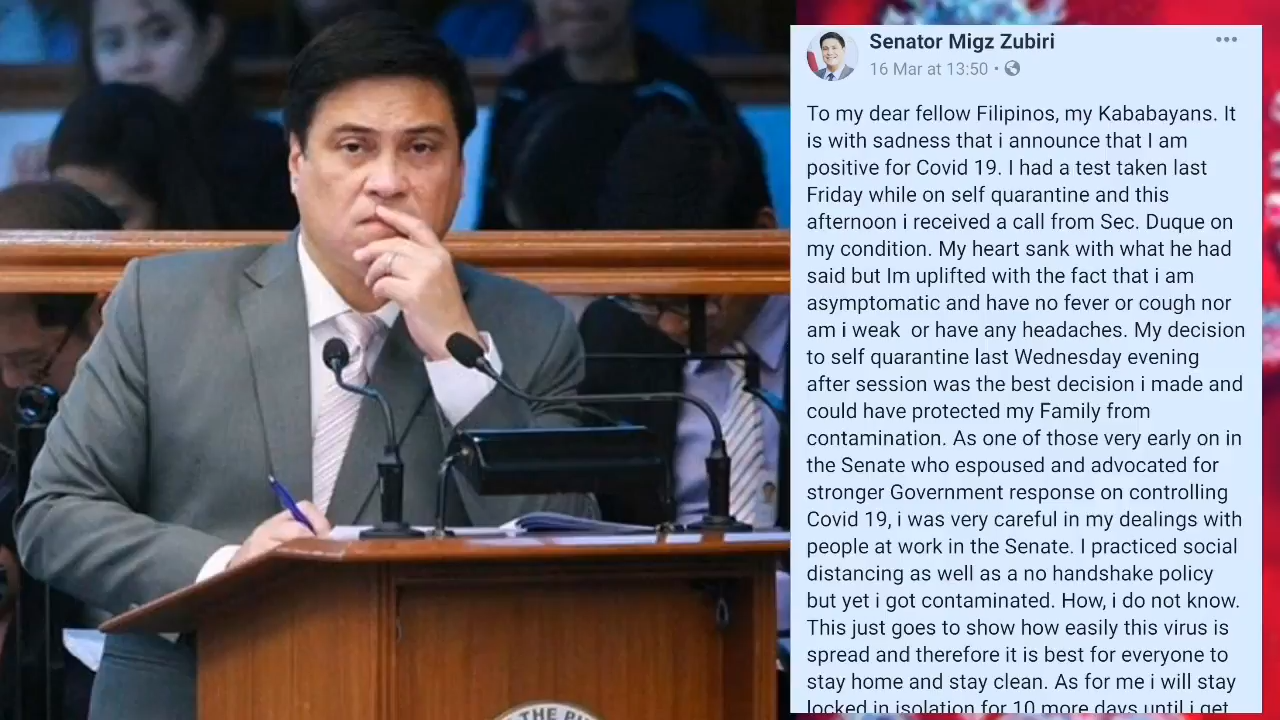 Senator Migz Zubiri
16 Mar at 13:50
To my dear fellow Filipinos, my Kababayans. It
is with sadness that i announce that I am
positive for Covid 19. I had a test taken last
Friday while on self quarantine and this
afternoon i received a call from Sec. Duque on
my condition. My heart sank with what he had
said but Im uplifted with the fact that i am
asymptomatic and have no fever or cough nor
am i weak or have any headaches. My decision
to self quarantine last Wednesday evening
after session was the best decision i made and
could have protected my Family from
contamination. As one of those very early on in
the Senate who espoused and advocated for
stronger Government response on controlling
Covid 19, i was very careful in my dealings with
people at work in the Senate. I practiced social
distancing as well as a no handshake policy
but yet i got contaminated. How, i do not know.
This just goes to show how easily this virus is
spread and therefore it is best for everyone to
stay home and stay clean. As for me i will stay
locked in isolation for 10 more days until i get
THE